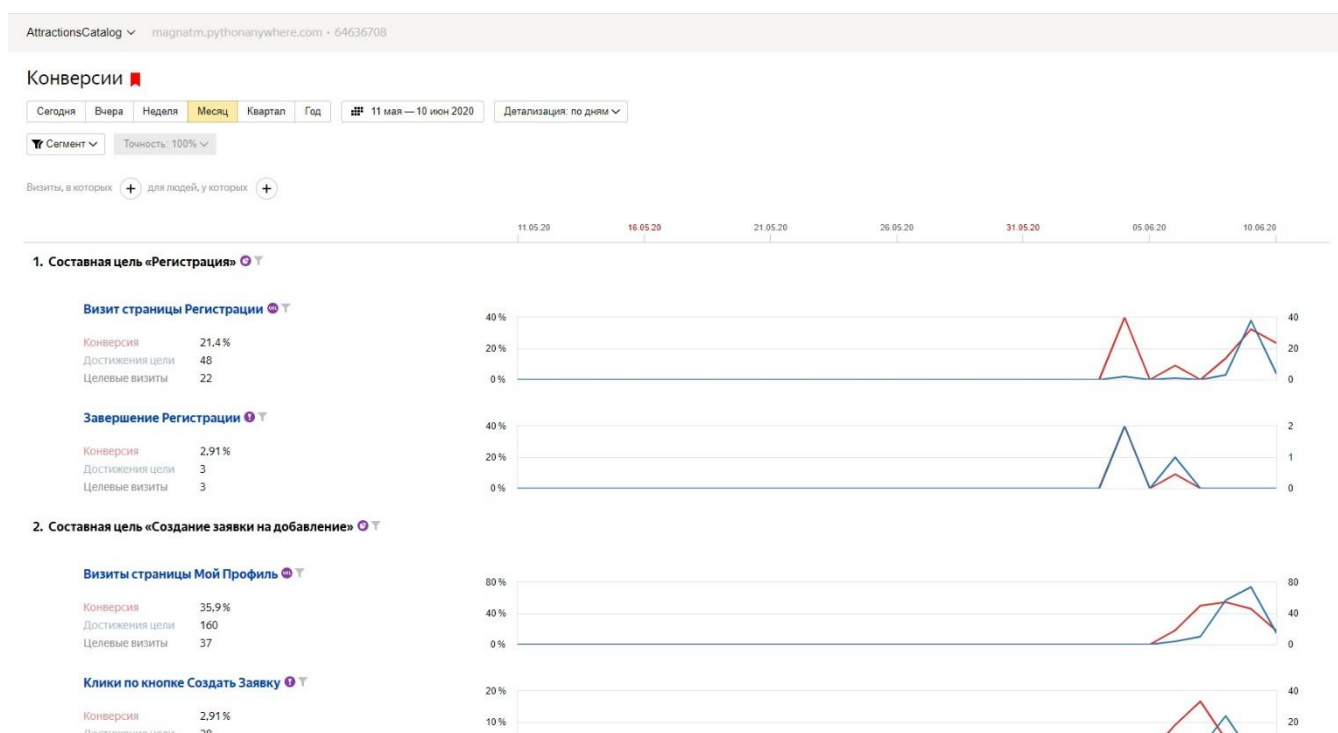 AttractionsCatalog magnatm.pythonanywhere.com • 64636708
Конверсии
Сегодня Вчера Неделя Месяц Квартал Год 11 мая — 10 июн 2020 Детализация: по дням
Сегмент Точность: 100%
Визиты, в которых + для людей, у которых +
11.05.20 16.05.20 21.05.20 26.05.20 31.05.20 05.06.20 10.06.20
1. Составная цель «Регистрация»
Визит страницы Регистрации
Конверсия 21,4%
Достижения цели 48
Целевые визиты 22
40 % 40
20 % 20
0 % 0
Завершение Регистрации
Конверсия 2,91%
Достижения цели 3
Целевые визиты 3
40 % 2
20 % 1
0 % 0
2. Составная цель «Создание заявки на добавление»
Визиты страницы Мой Профиль
Конверсия 35,9%
Достижения цели 160
Целевые визиты 37
80 % 80
40 % 40
0 % 0
Клики по кнопке Создать Заявку
Конверсия 2,91%
20 % 40
10 % 20